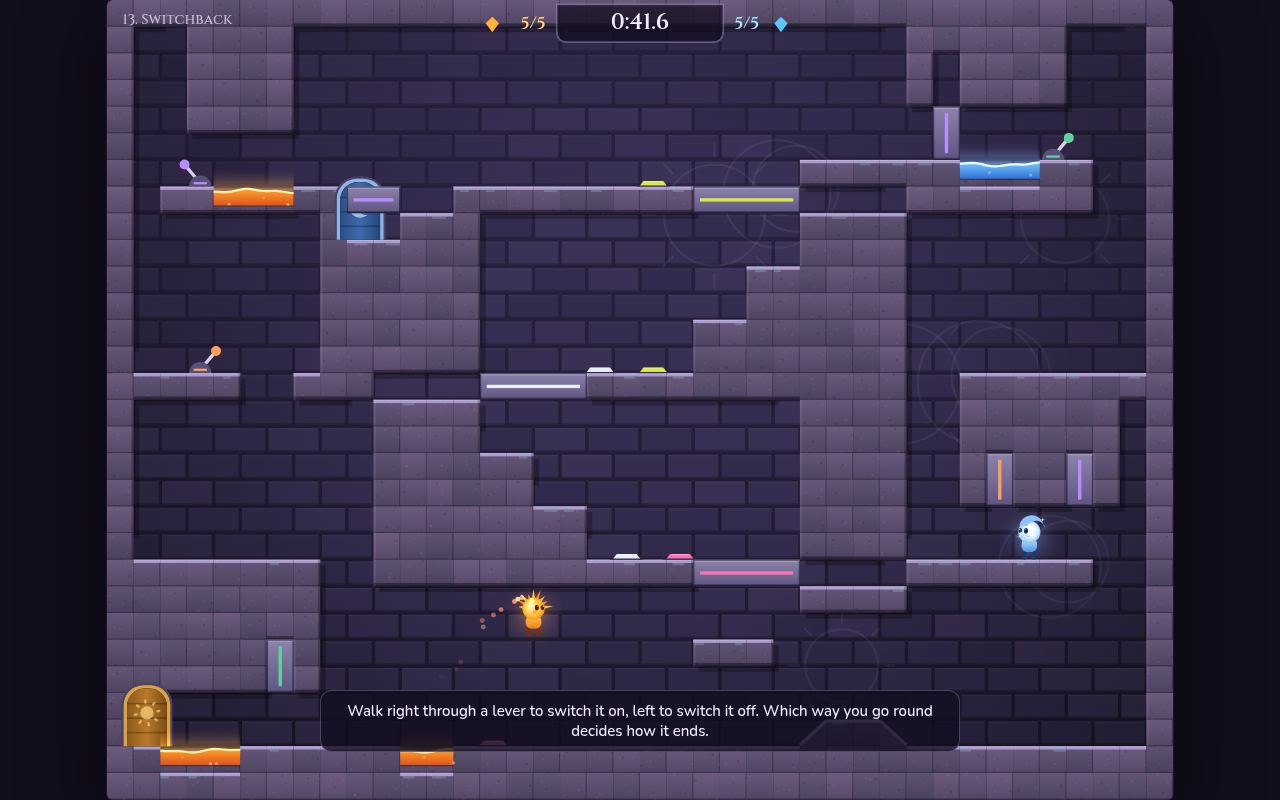 13. Switchback
5/5
0:41.6
5/5
Walk right through a lever to switch it on, left to switch it off. Which way you go round
decides how it ends.